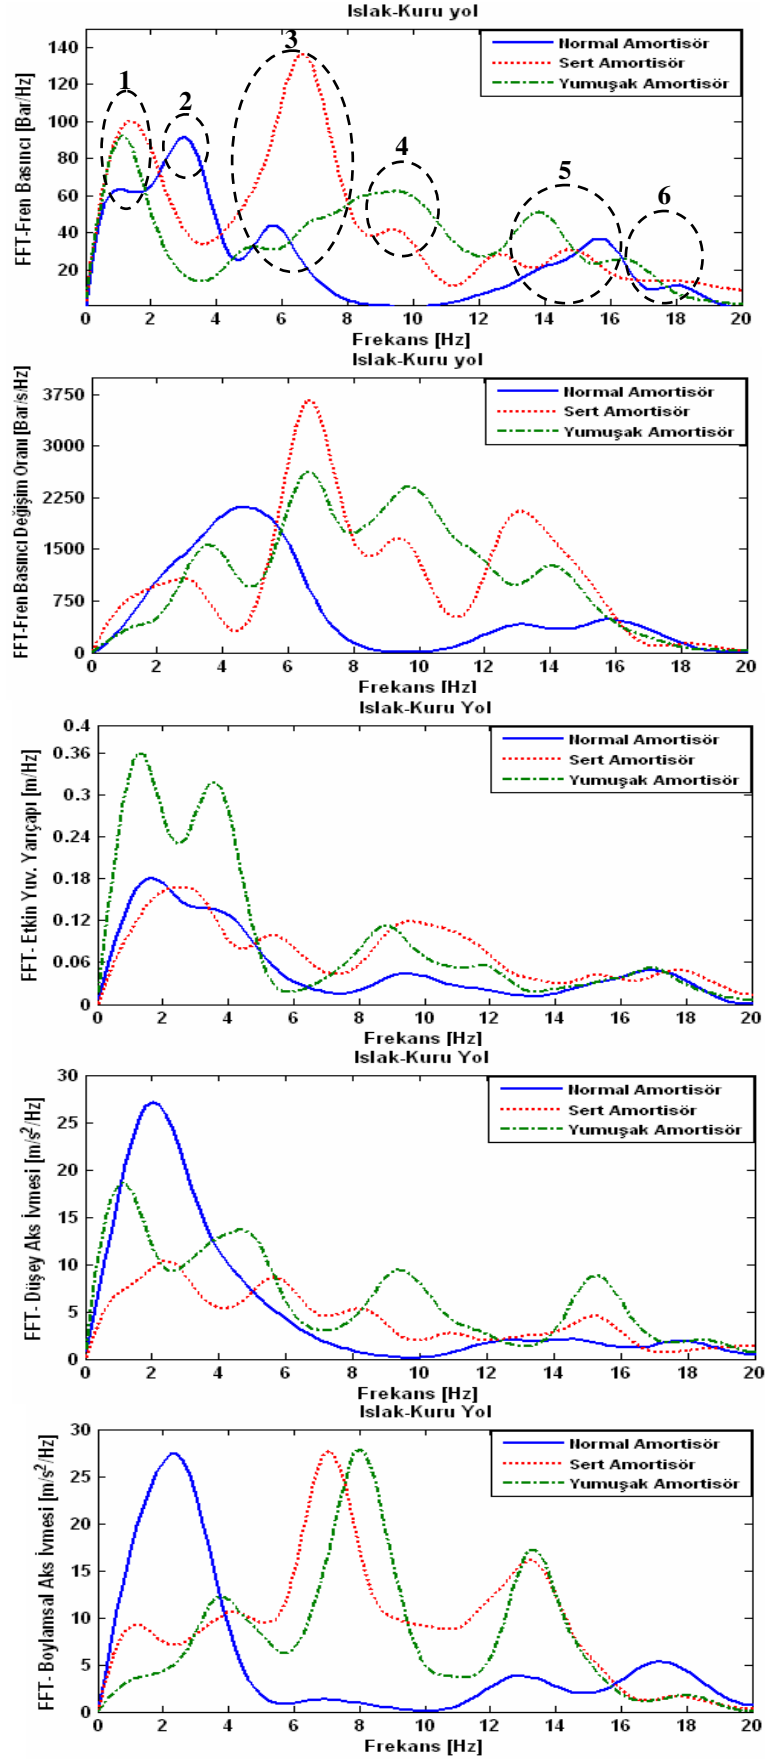 Islak-Kuru yol
FFT-Fren Basıncı [Bar/Hz]
140
120
100
80
60
40
20
1
2
3
4
5
6
Normal Amortisör
Sert Amortisör
Yumuşak Amortisör
0 2 4 6 8 10 12 14 16 18 20
Frekans [Hz]
Islak-Kuru yol
FFT-Fren Basıncı Değişim Oranı [Bar/s/Hz]
3750
3000
2250
1500
750
0
Normal Amortisör
Sert Amortisör
Yumuşak Amortisör
0 2 4 6 8 10 12 14 16 18 20
Frekans [Hz]
Islak-Kuru Yol
FFT- Etkin Yuv. Yarıçapı [m/Hz]
0.4
0.36
0.3
0.24
0.18
0.12
0.06
0
Normal Amortisör
Sert Amortisör
Yumuşak Amortisör
0 2 4 6 8 10 12 14 16 18 20
Frekans [Hz]
Islak-Kuru Yol
FFT- Düşey Aks İvmesi [m/s²/Hz]
30
25
20
15
10
5
0
Normal Amortisör
Sert Amortisör
Yumuşak Amortisör
0 2 4 6 8 10 12 14 16 18 20
Frekans [Hz]
Islak-Kuru Yol
FFT- Boylamsal Aks İvmesi [m/s²/Hz]
30
25
20
15
10
5
0
Normal Amortisör
Sert Amortisör
Yumuşak Amortisör
0 2 4 6 8 10 12 14 16 18 20
Frekans [Hz]